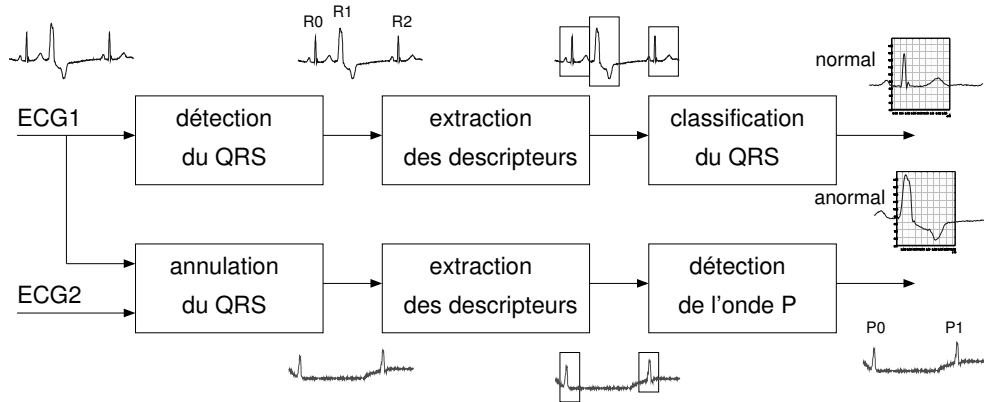 R0 R1 R2
normal
ECG1
détection
du QRS
extraction
des descripteurs
classification
du QRS
anormal
ECG2
annulation
du QRS
extraction
des descripteurs
détection
de l'onde P
P0 P1